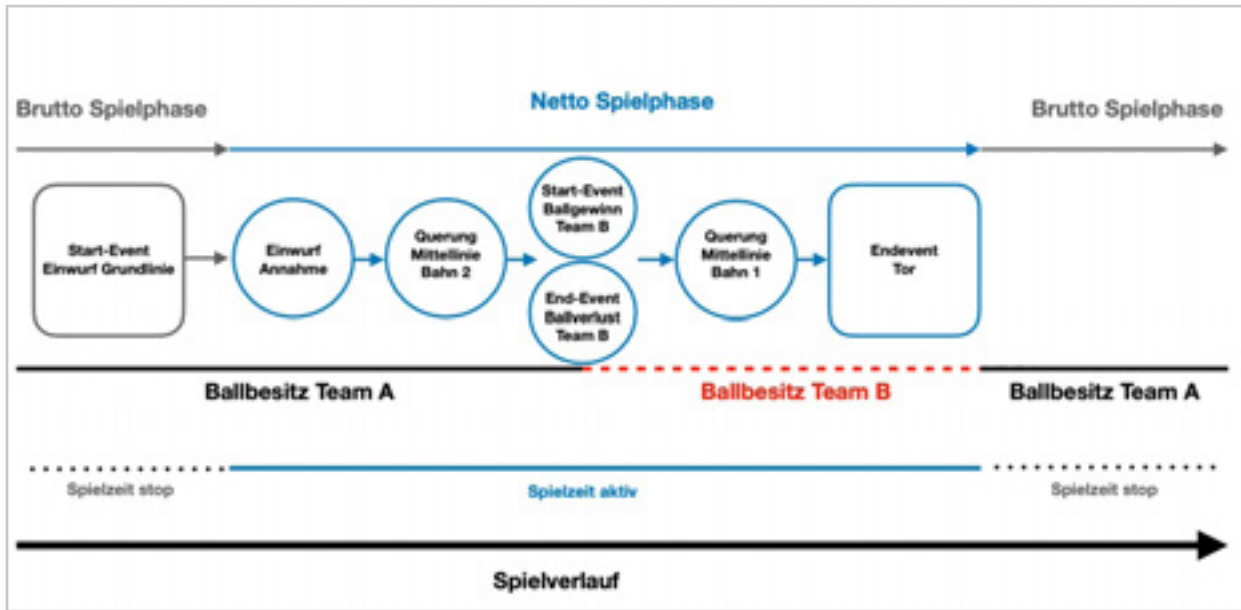 Brutto Spielphase
Netto Spielphase
Brutto Spielphase
Start-Event
Einwurf Grundlinie
Einwurf
Annahme
Querung
Mittellinie
Bahn 2
Start-Event
Ballgewinn
Team B
End-Event
Ballverlust
Team B
Querung
Mittellinie
Bahn 1
Endevent
Tor
Ballbesitz Team A
Ballbesitz Team B
Ballbesitz Team A
Spielzeit stop
Spielzeit aktiv
Spielzeit stop
Spielverlauf